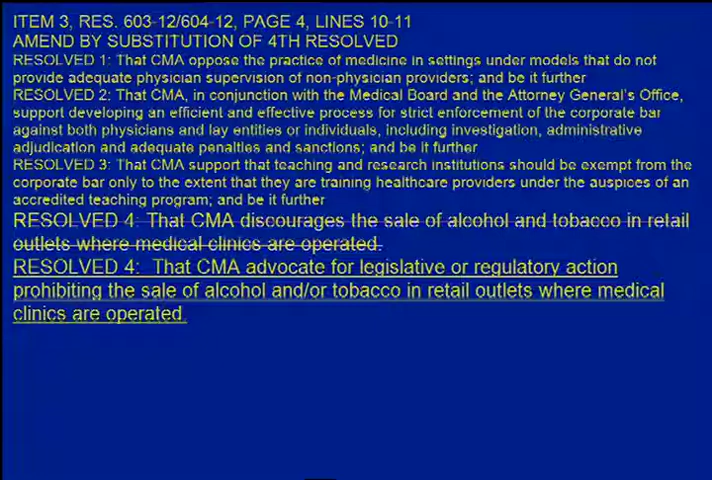 ITEM 3, RES. 603-12/604-12, PAGE 4, LINES 10-11
AMEND BY SUBSTITUTION OF 4TH RESOLVED
RESOLVED 1: That CMA oppose the practice of medicine in settings under models that do not
provide adequate physician supervision of non-physician providers; and be it further
RESOLVED 2: That CMA, in conjunction with the Medical Board and the Attorney General's Office,
support developing an efficient and effective process for strict enforcement of the corporate bar
against both physicians and lay entities or individuals, including investigation, administrative
adjudication and adequate penalties and sanctions; and be it further
RESOLVED 3: That CMA support that teaching and research institutions should be exempt from the
corporate bar only to the extent that they are training healthcare providers under the auspices of an
accredited teaching program; and be it further
RESOLVED 4: That CMA discourages the sale of alcohol and tobacco in retail
outlets where medical clinics are operated.
RESOLVED 4: That CMA advocate for legislative or regulatory action
prohibiting the sale of alcohol and/or tobacco in retail outlets where medical
clinics are operated.